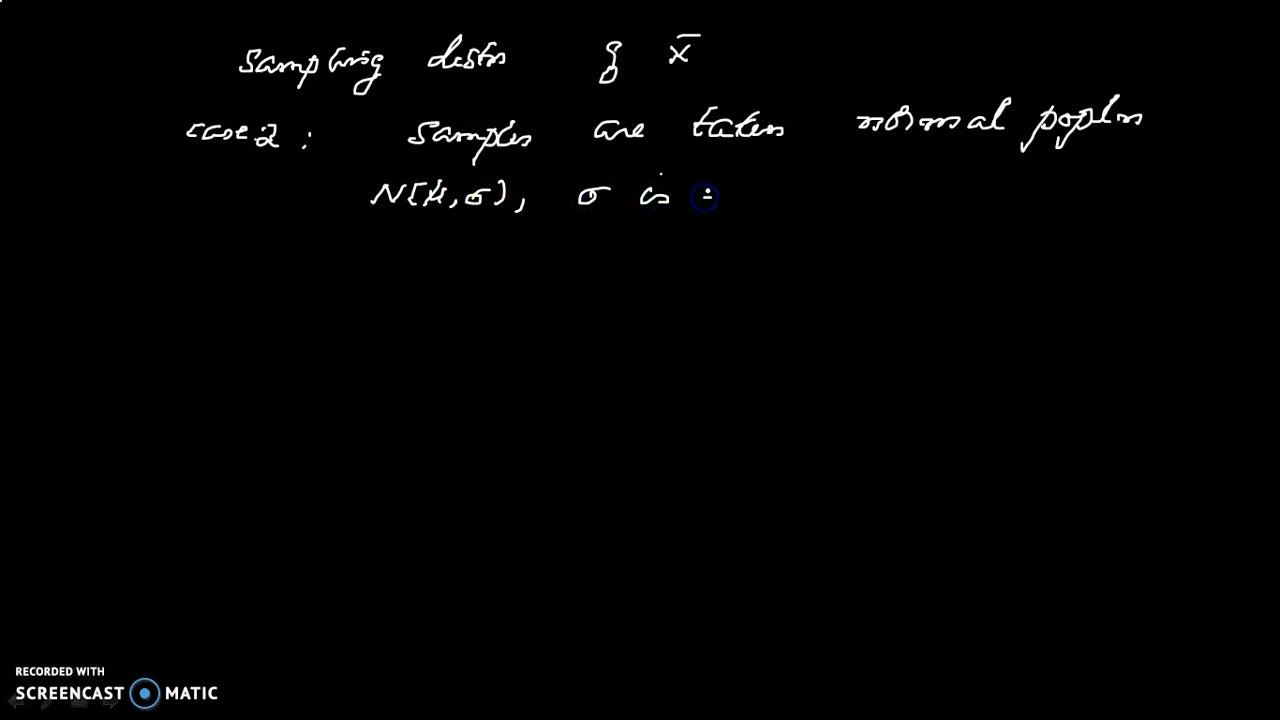 Sampling distn of x̄
case 2 : Samples are taken normal popln
N(μ, σ), σ is
RECORDED WITH
SCREENCAST MATIC